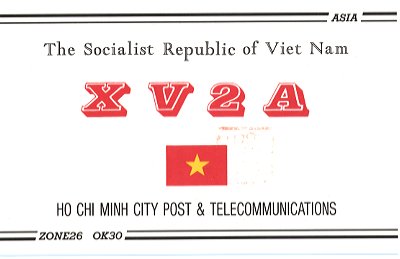 ASIA
The Socialist Republic of Viet Nam
XV2A
HO CHI MINH CITY POST & TELECOMMUNICATIONS
ZONE26 OK30